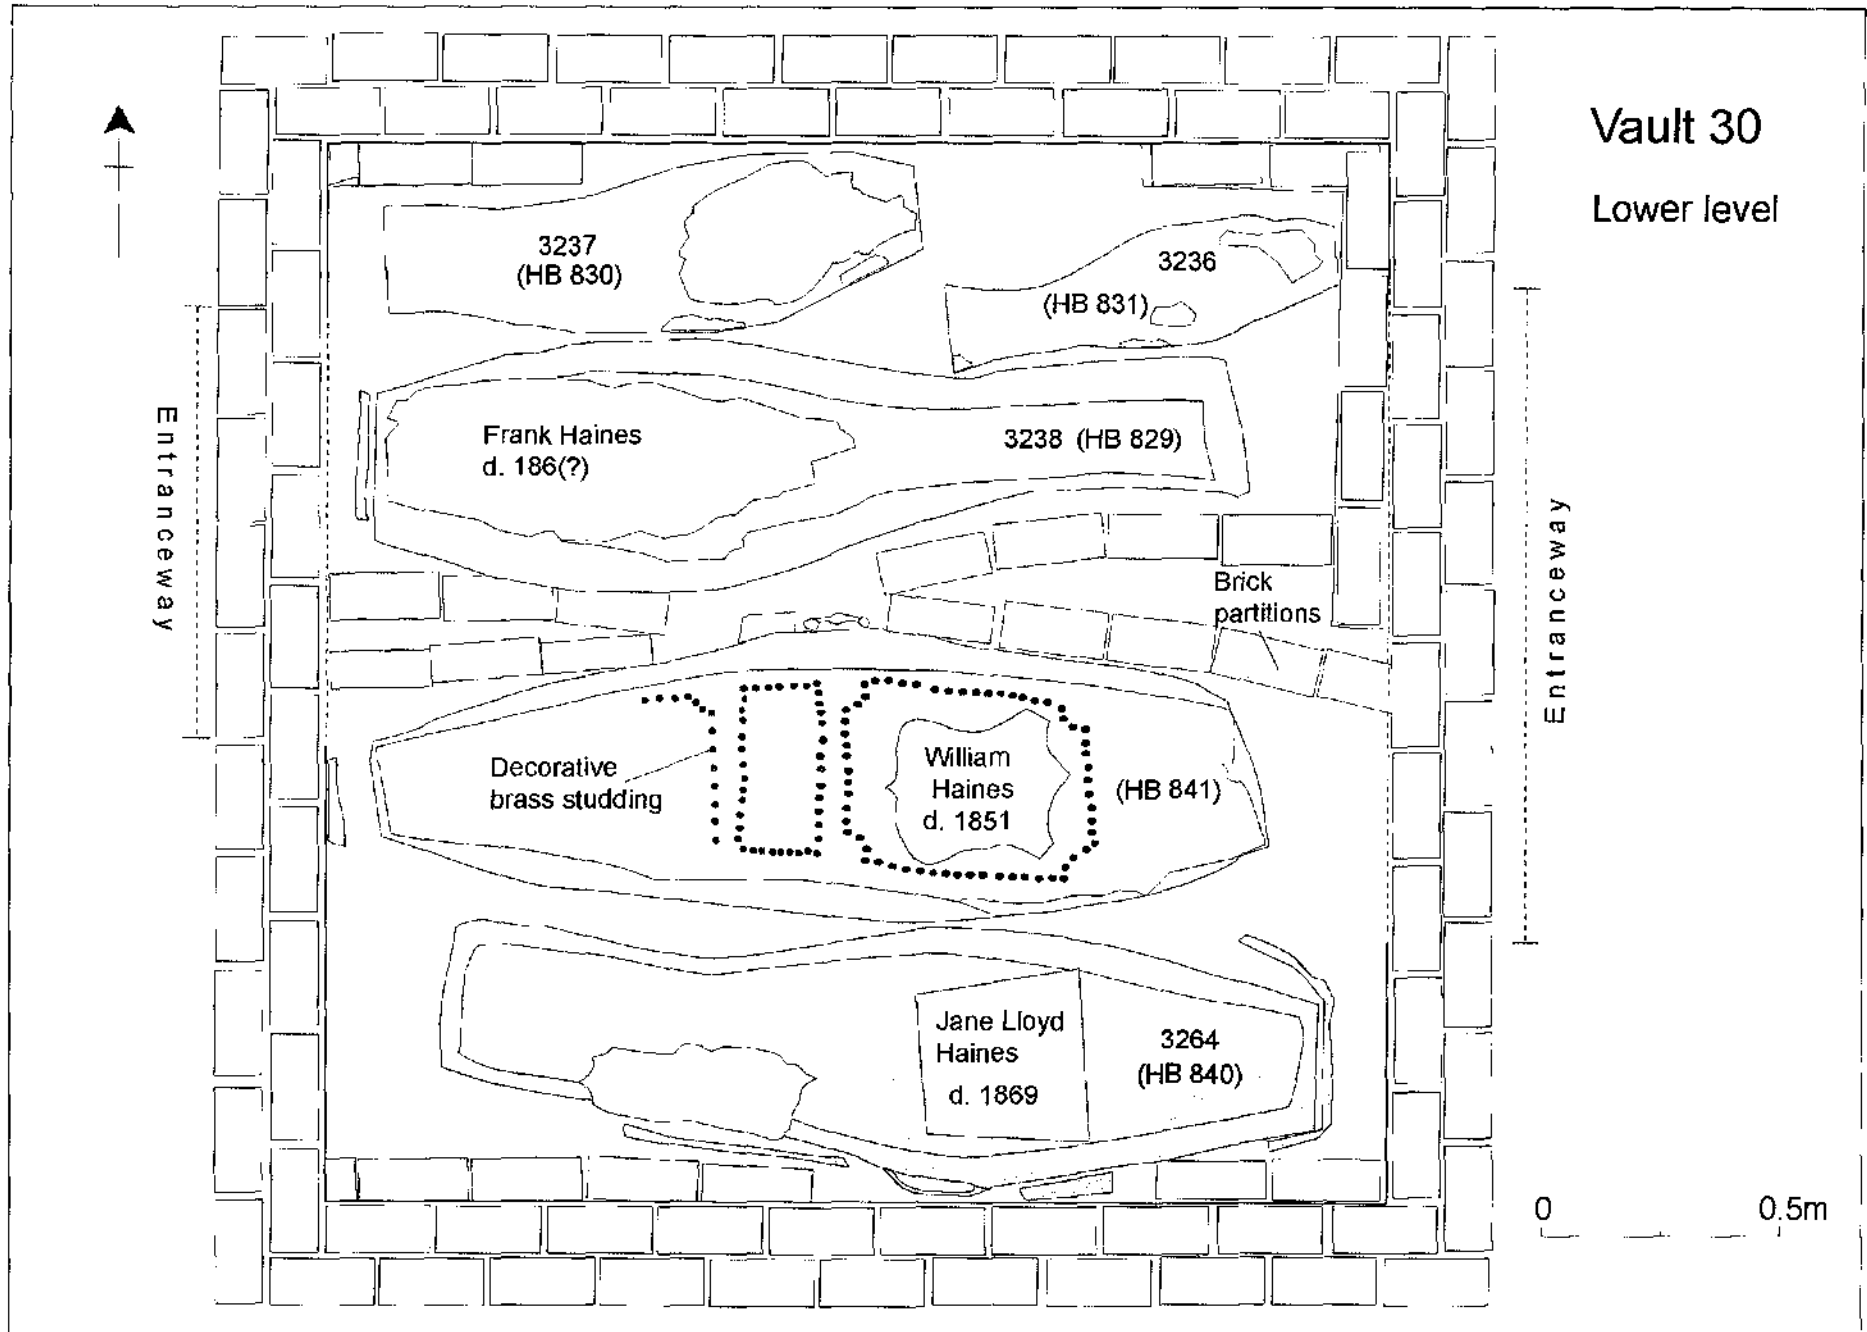 Vault 30
Lower level
3237
(HB 830)
3236
(HB 831)
Entranceway
Frank Haines
d. 186(?)
3238 (HB 829)
Entranceway
Brick
partitions
Decorative
brass studding
William
Haines
d. 1851
(HB 841)
Jane Lloyd
Haines
d. 1869
3264
(HB 840)
0 0.5m